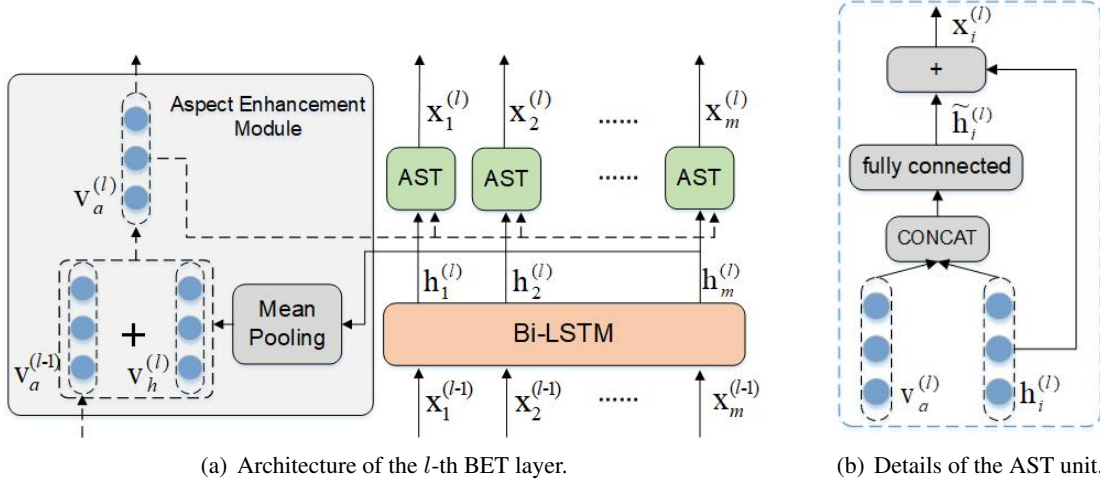 Aspect Enhancement
Module
v_a^{(l)}
v_a^{(l-1)}
+
v_h^{(l)}
Mean
Pooling
x_1^{(l)} x_2^{(l)} ...... x_m^{(l)}
AST AST ...... AST
h_1^{(l)} h_2^{(l)} h_m^{(l)}
Bi-LSTM
x_1^{(l-1)} x_2^{(l-1)} ...... x_m^{(l-1)}
(a) Architecture of the l-th BET layer.
x_i^{(l)}
+
\widetilde{h}_i^{(l)}
fully connected
CONCAT
v_a^{(l)} h_i^{(l)}
(b) Details of the AST unit.